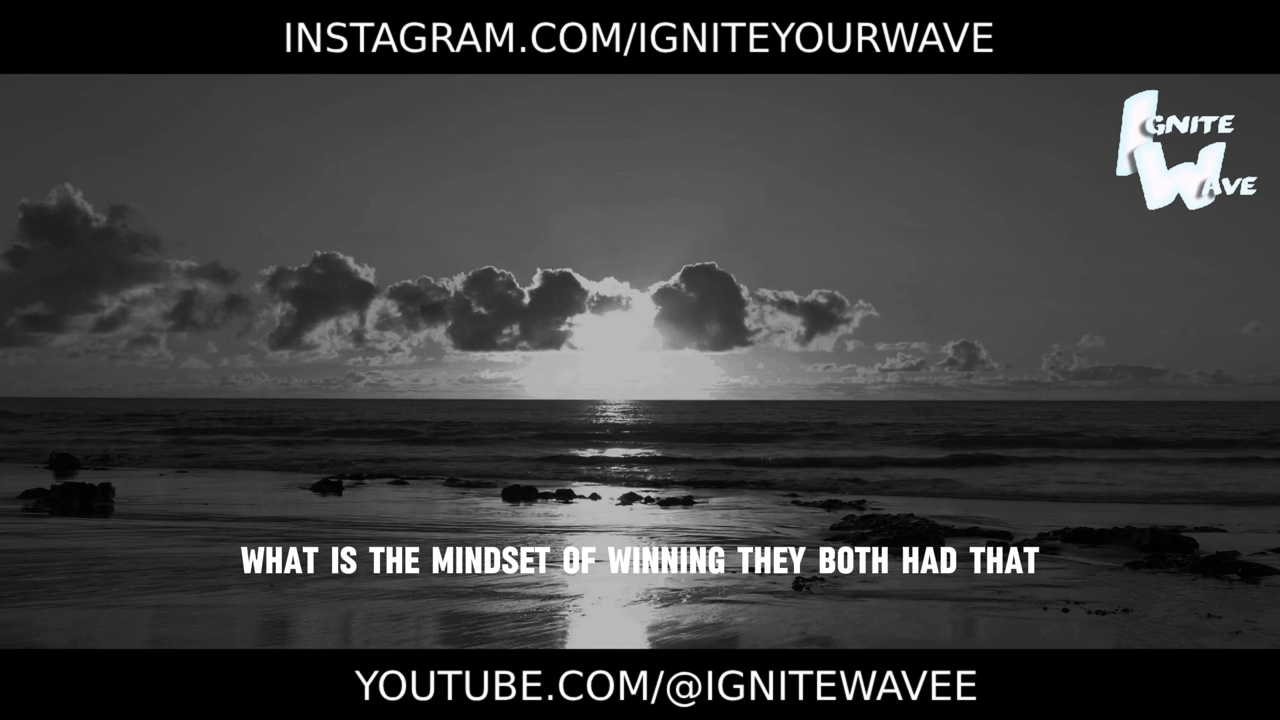 INSTAGRAM.COM/IGNITEYOURWAVE
IGNITE
WAVE
WHAT IS THE MINDSET OF WINNING THEY BOTH HAD THAT
YOUTUBE.COM/@IGNITEWAVEE